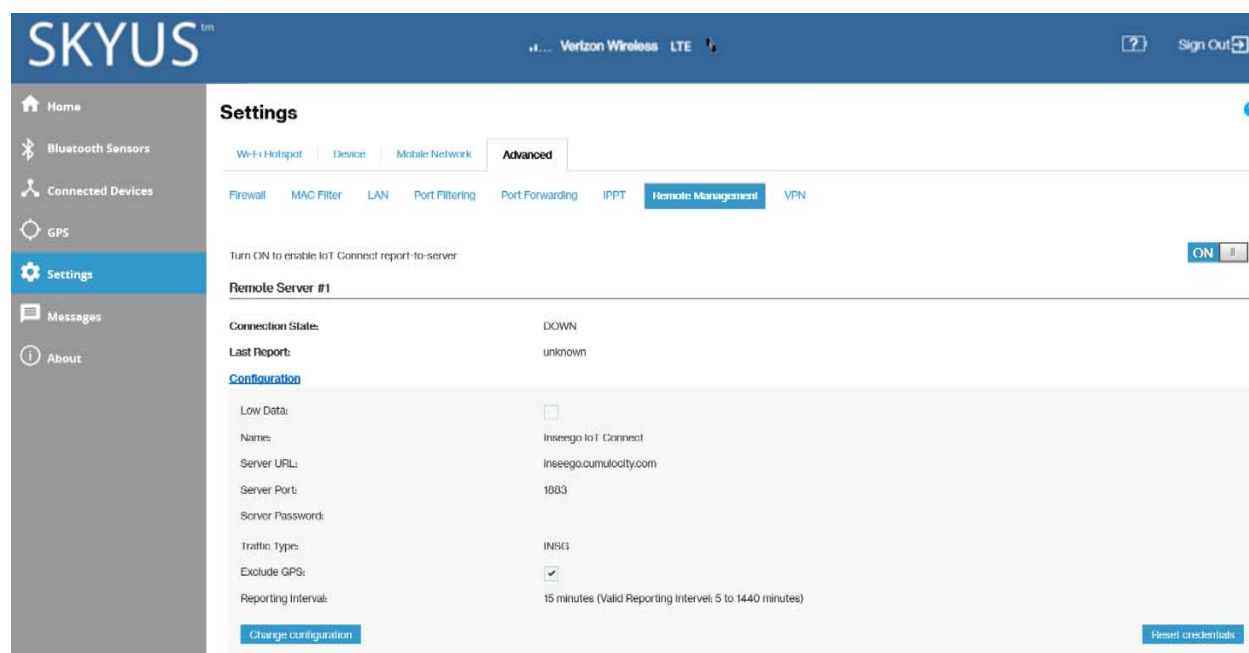 SKYUS™
Verizon Wireless LTE
Sign Out
Home
Bluetooth Sensors
Connected Devices
GPS
Settings
Messages
About
Settings
Wi-Fi Hotspot Device Mobile Network Advanced
Firewall MAC Filter LAN Port Filtering Port Forwarding IPPT Remote Management VPN
Turn ON to enable IoT Connect report-to-server ON
Remote Server #1
Connection State: DOWN
Last Report: unknown
Configuration
Low Data:
Name: Inseego IoT Connect
Server URL: inseego.cumulocity.com
Server Port: 1883
Server Password:
Traffic Type: INSG
Exclude GPS:
Reporting Interval: 15 minutes (Valid Reporting Intervel: 5 to 1440 minutes)
Change configuration Reset credentials